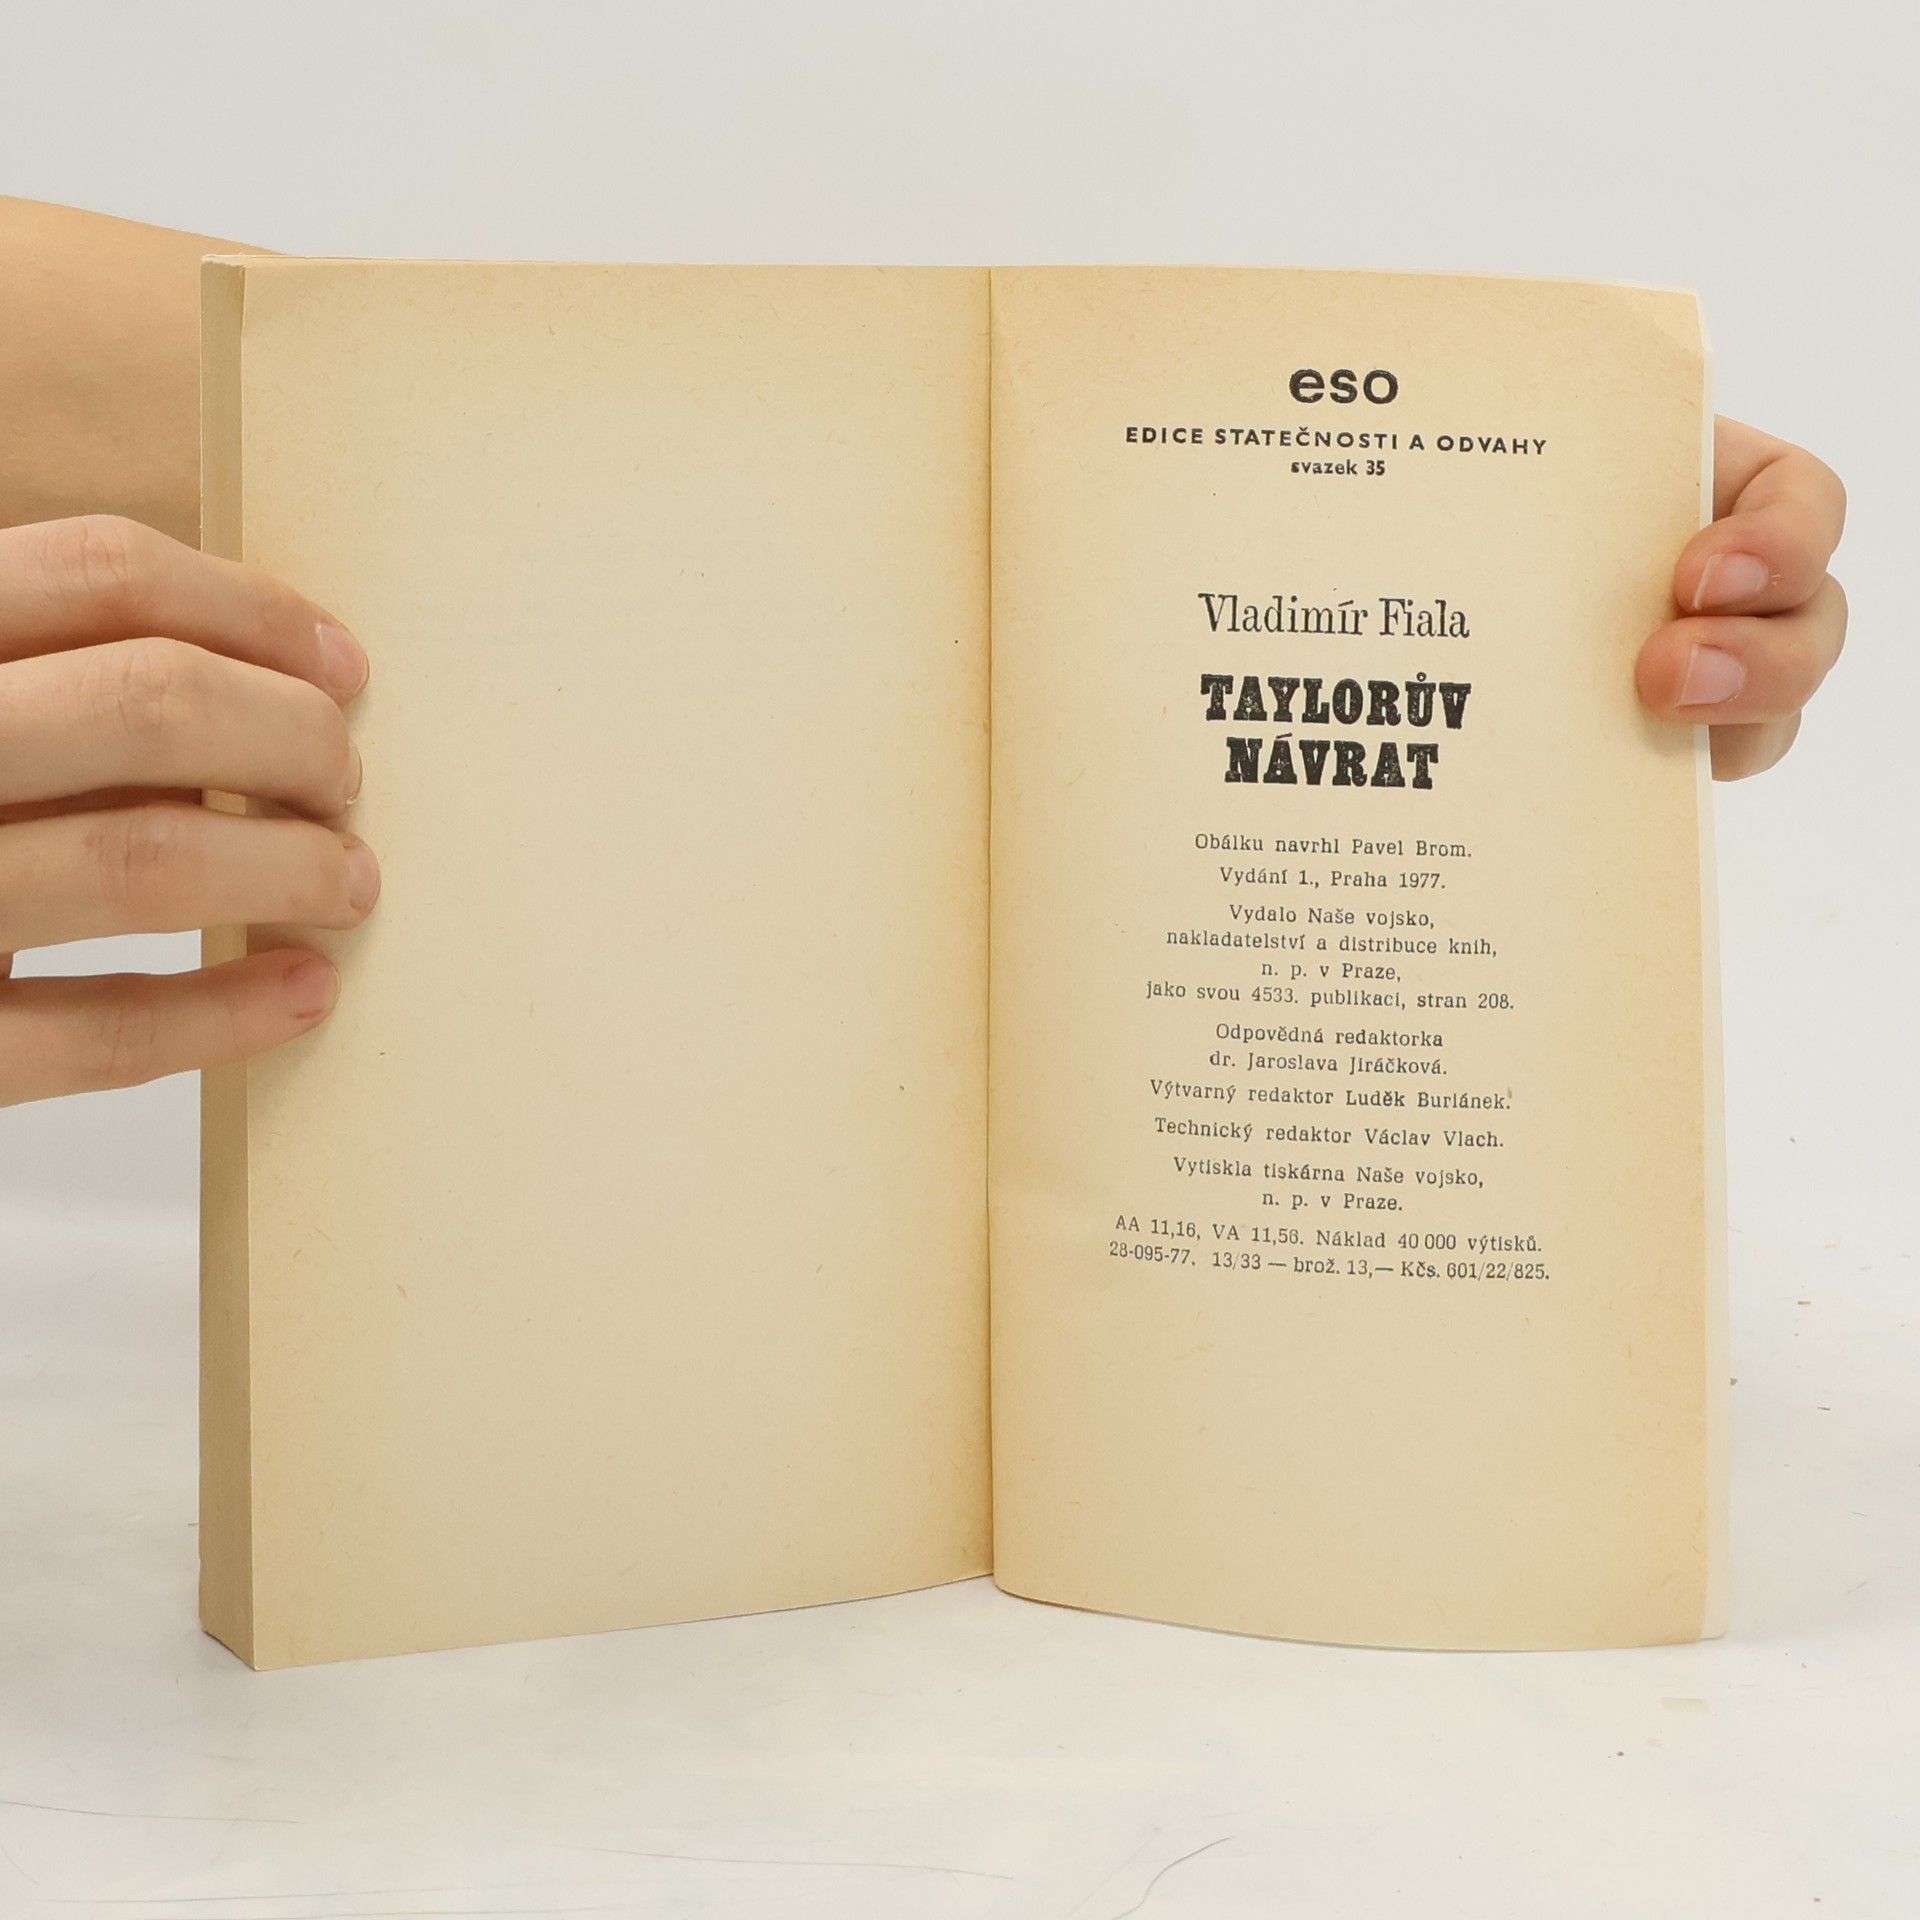 eso
EDICE STATEČNOSTI A ODVAHY
svazek 35
Vladimír Fiala
TAYLORŮV
NÁVRAT
Obálku navrhl Pavel Brom.
Vydání 1., Praha 1977.
Vydalo Naše vojsko,
nakladatelství a distribuce knih,
n. p. v Praze,
jako svou 4533. publikaci, stran 208.
Odpovědná redaktorka
dr. Jaroslava Jiráčková.
Výtvarný redaktor Luděk Burlánek.
Technický redaktor Václav Vlach.
Vytiskla tiskárna Naše vojsko,
n. p. v Praze.
AA 11,16, VA 11,56. Náklad 40 000 výtisků.
28-095-77. 13/33 — brož. 13,— Kčs. 601/22/825.